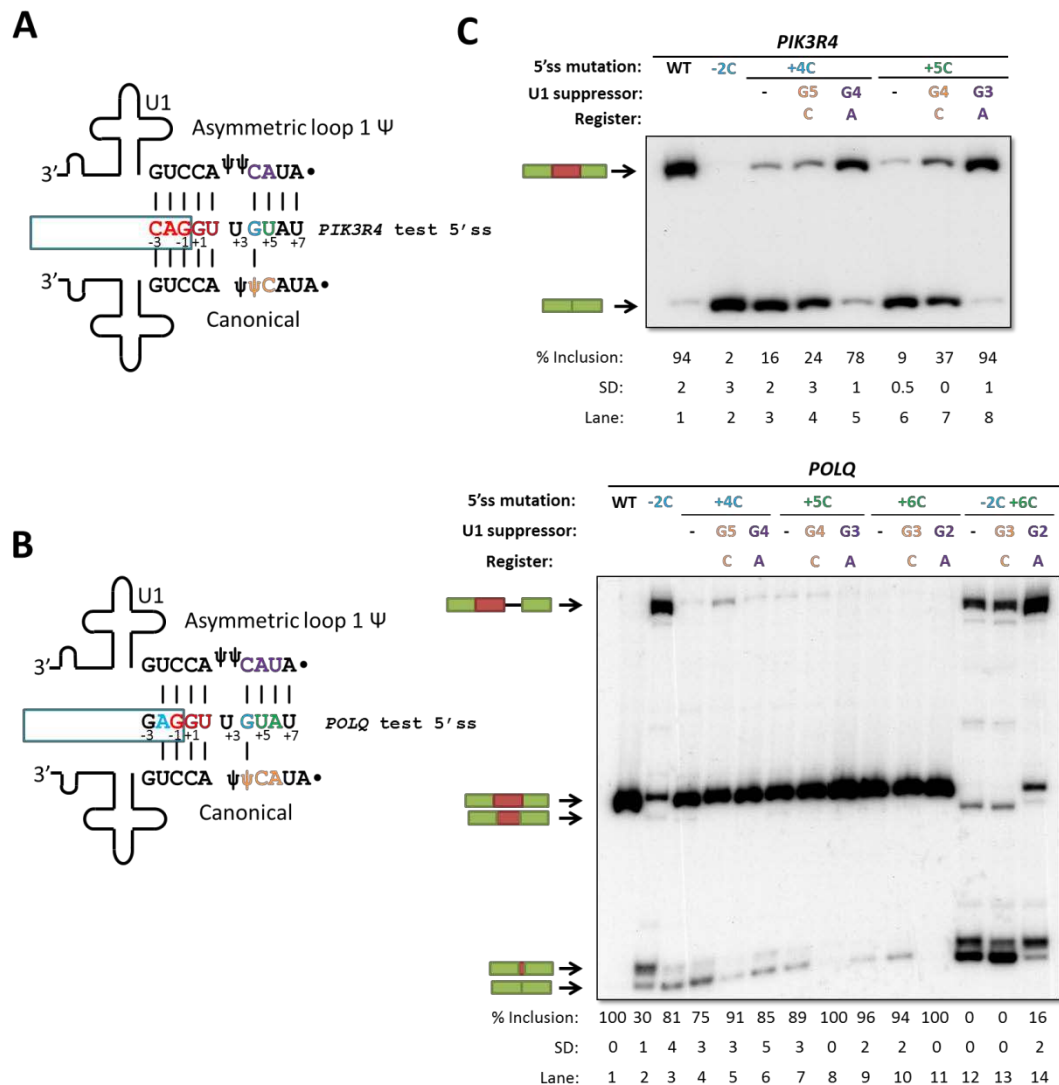 A
U1
Asymmetric loop 1 Ψ
3’
GUCCA ψψ CAUA•
CAGGU U GUAU
PIK3R4 test 5’ss
-3 -1 +1 +3 +5 +7
3’
GUCCA ψψCAUA•
Canonical
B
U1
Asymmetric loop 1 Ψ
3’
GUCCA ψψ CAUA•
GAGGU U GUAU
POLQ test 5’ss
-3 -1 +1 +3 +5 +7
3’
GUCCA ψψCAUA•
Canonical
C
PIK3R4
5’ss mutation: WT -2C +4C +5C
U1 suppressor: - G5 G4 - G4 G3
Register: C A C A
% Inclusion: 94 2 16 24 78 9 37 94
SD: 2 3 2 3 1 0.5 0 1
Lane: 1 2 3 4 5 6 7 8
POLQ
5’ss mutation: WT -2C +4C +5C +6C -2C +6C
U1 suppressor: - G5 G4 - G4 G3 - G3 G2 - G3 G2
Register: C A C A C A C A
% Inclusion: 100 30 81 75 91 85 89 100 96 94 100 0 0 16
SD: 0 1 4 3 3 5 3 0 2 2 0 0 0 2
Lane: 1 2 3 4 5 6 7 8 9 10 11 12 13 14